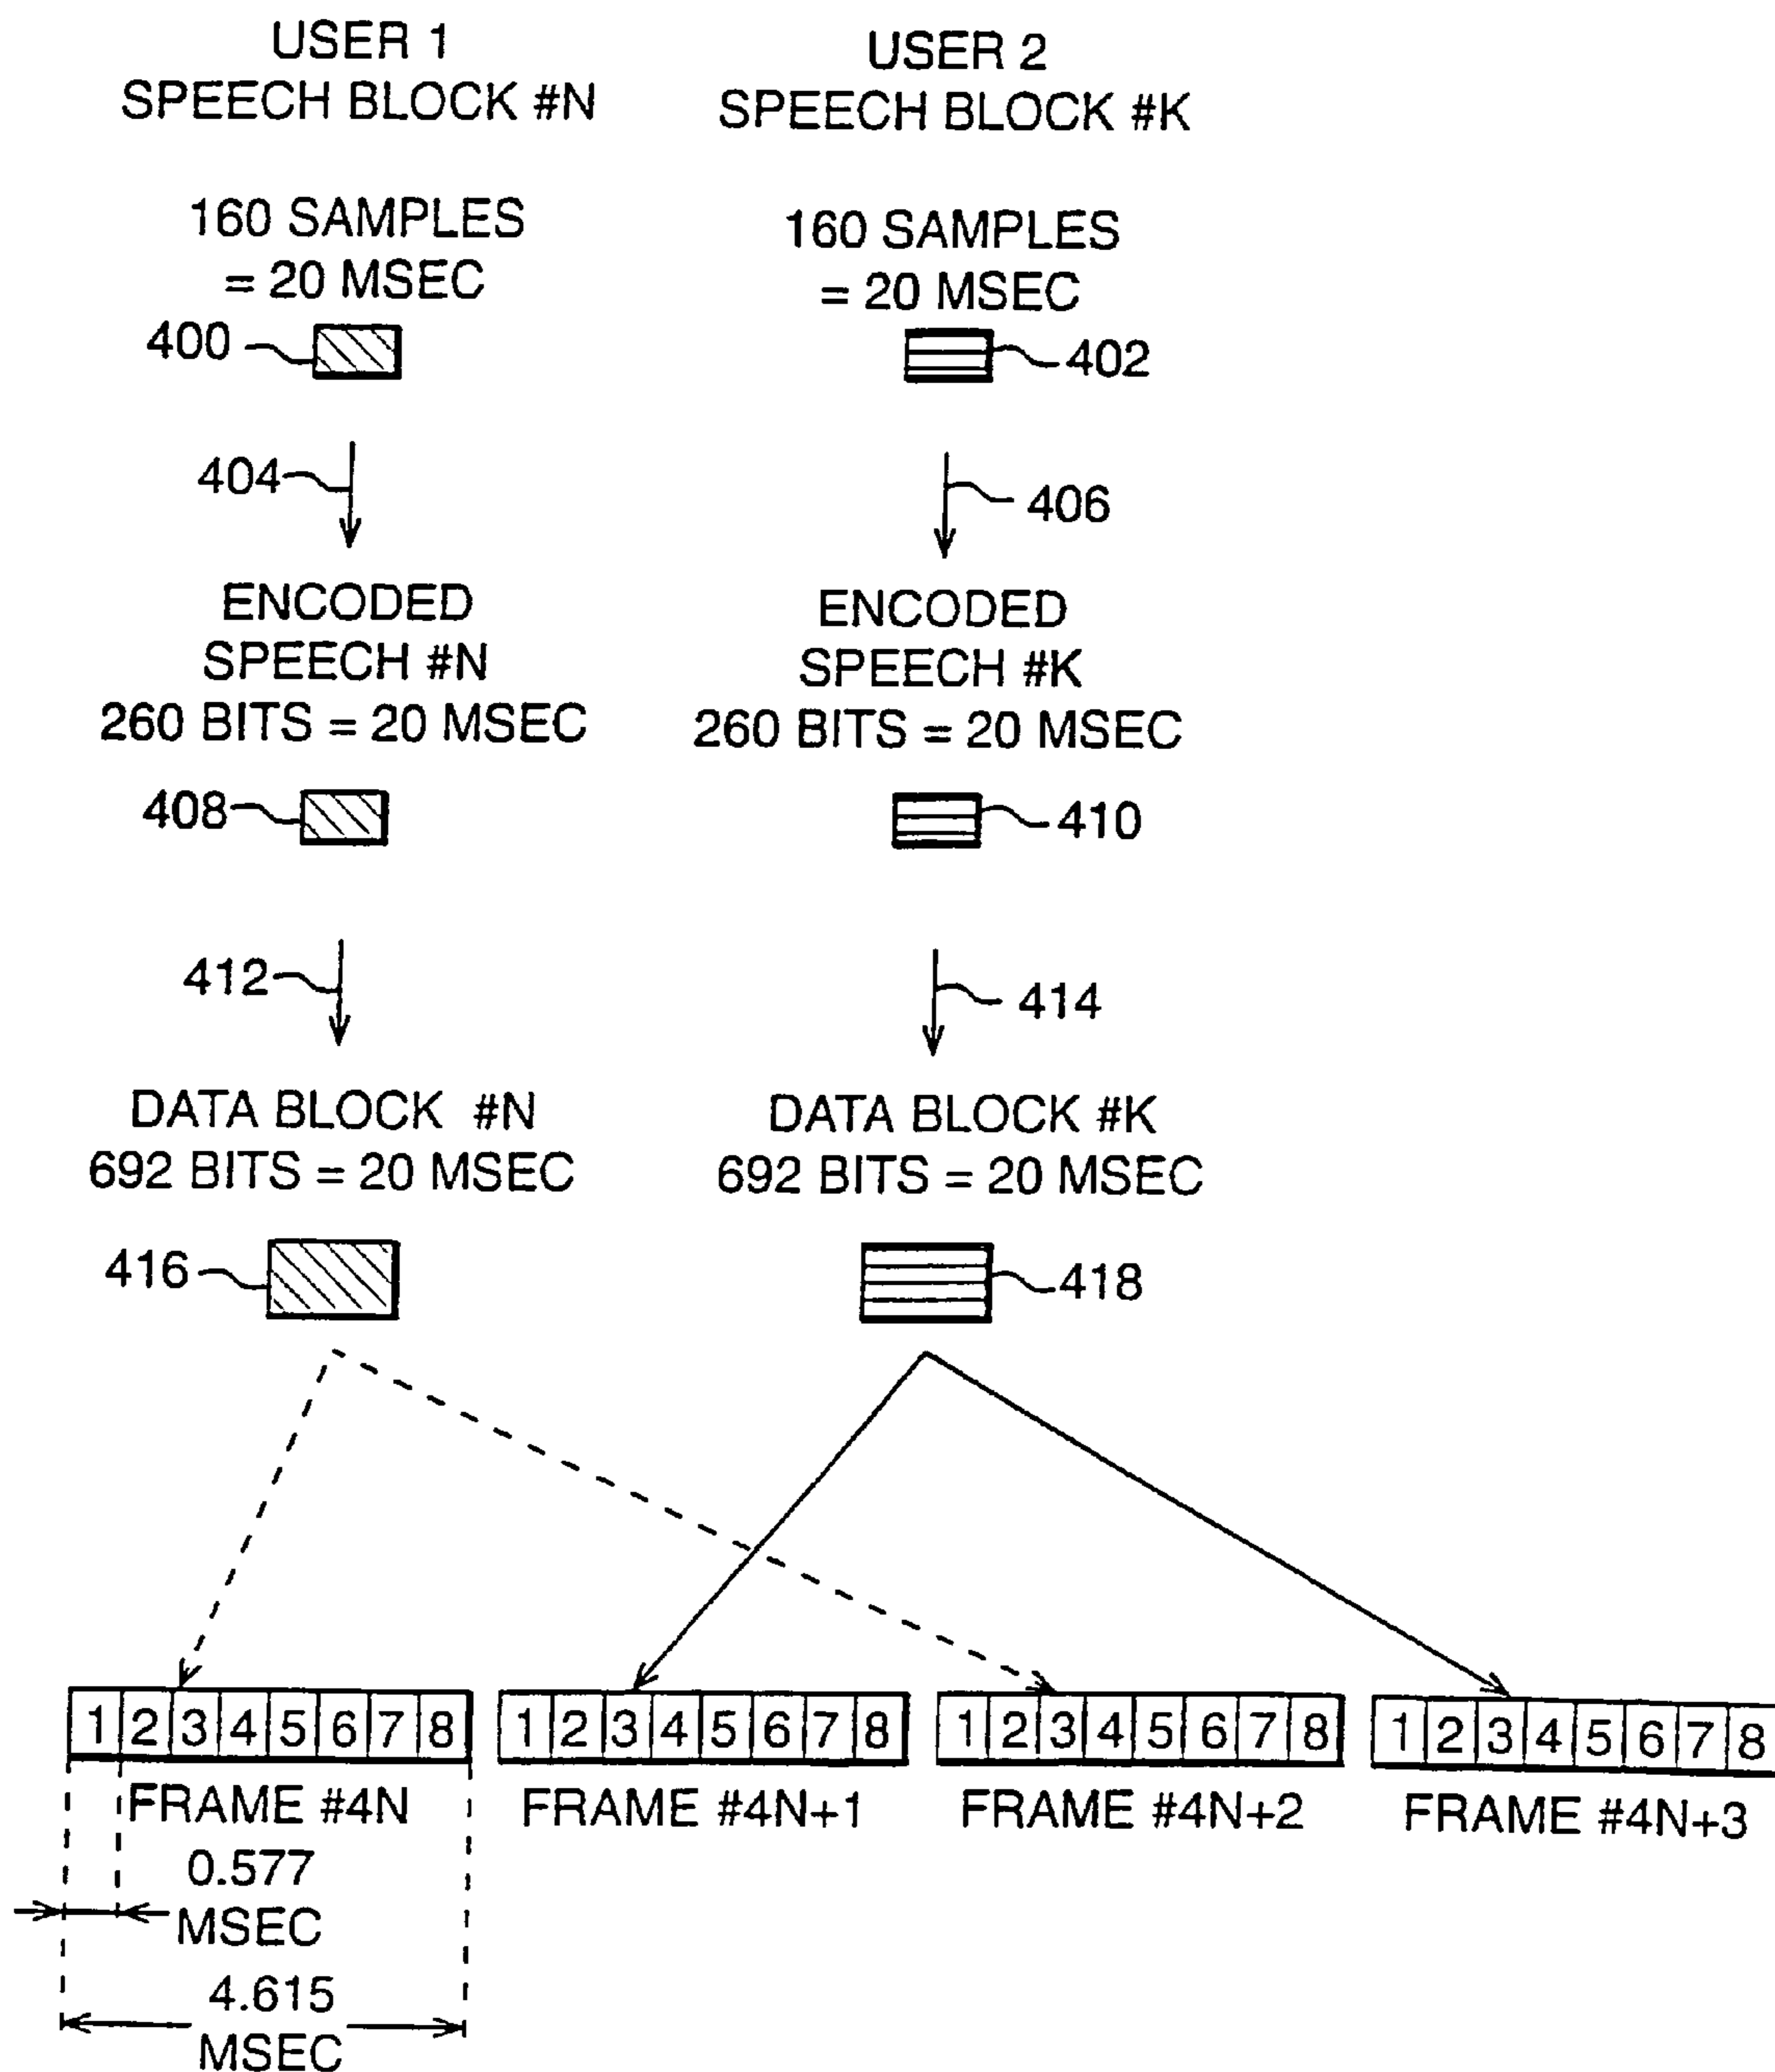 USER 1
SPEECH BLOCK #N
USER 2
SPEECH BLOCK #K
160 SAMPLES
= 20 MSEC
160 SAMPLES
= 20 MSEC
400
402
404
406
ENCODED
SPEECH #N
260 BITS = 20 MSEC
ENCODED
SPEECH #K
260 BITS = 20 MSEC
408
410
412
414
DATA BLOCK #N
692 BITS = 20 MSEC
DATA BLOCK #K
692 BITS = 20 MSEC
416
418
1 2 3 4 5 6 7 8
1 2 3 4 5 6 7 8
1 2 3 4 5 6 7 8
1 2 3 4 5 6 7 8
FRAME #4N
FRAME #4N+1
FRAME #4N+2
FRAME #4N+3
0.577
MSEC
4.615
MSEC